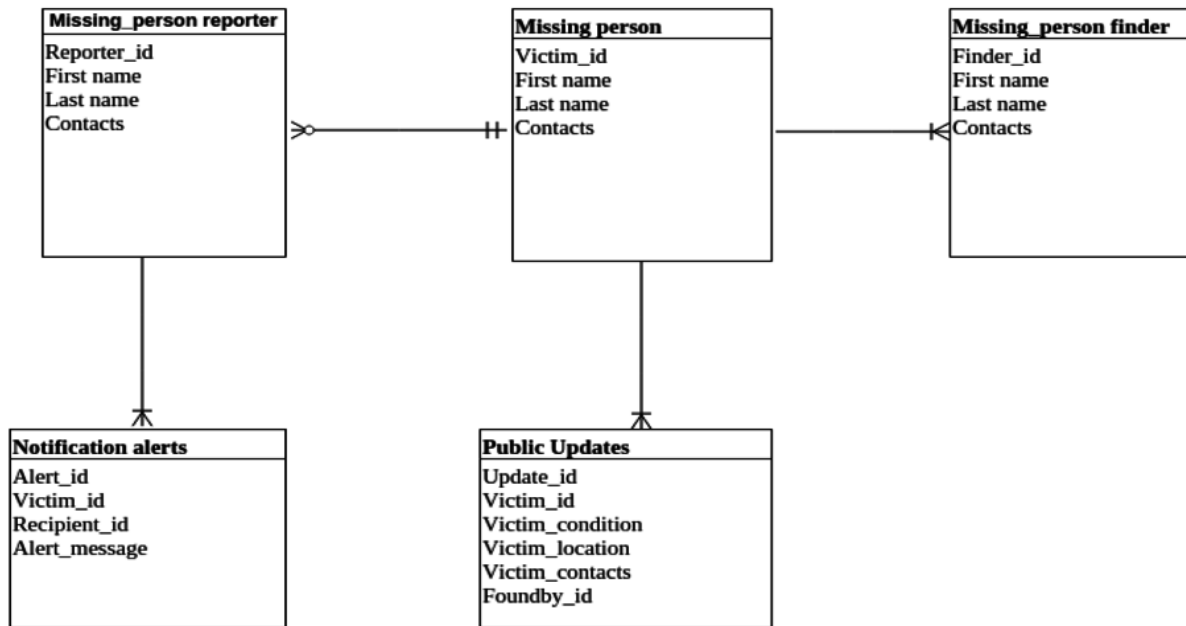 Missing_person reporter
Reporter_id
First name
Last name
Contacts
Missing person
Victim_id
First name
Last name
Contacts
Missing_person finder
Finder_id
First name
Last name
Contacts
Notification alerts
Alert_id
Victim_id
Recipient_id
Alert_message
Public Updates
Update_id
Victim_id
Victim_condition
Victim_location
Victim_contacts
Foundby_id